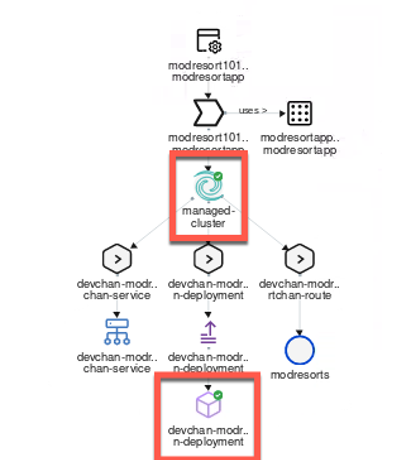 modresort101..
modresortapp
uses >
modresort101..
modresortapp
modresortapp..
modresortapp
managed-
cluster
devchan-modr..
chan-service
devchan-modr..
n-deployment
devchan-modr..
rtchan-route
devchan-modr..
chan-service
devchan-modr..
n-deployment
modresorts
devchan-modr..
n-deployment